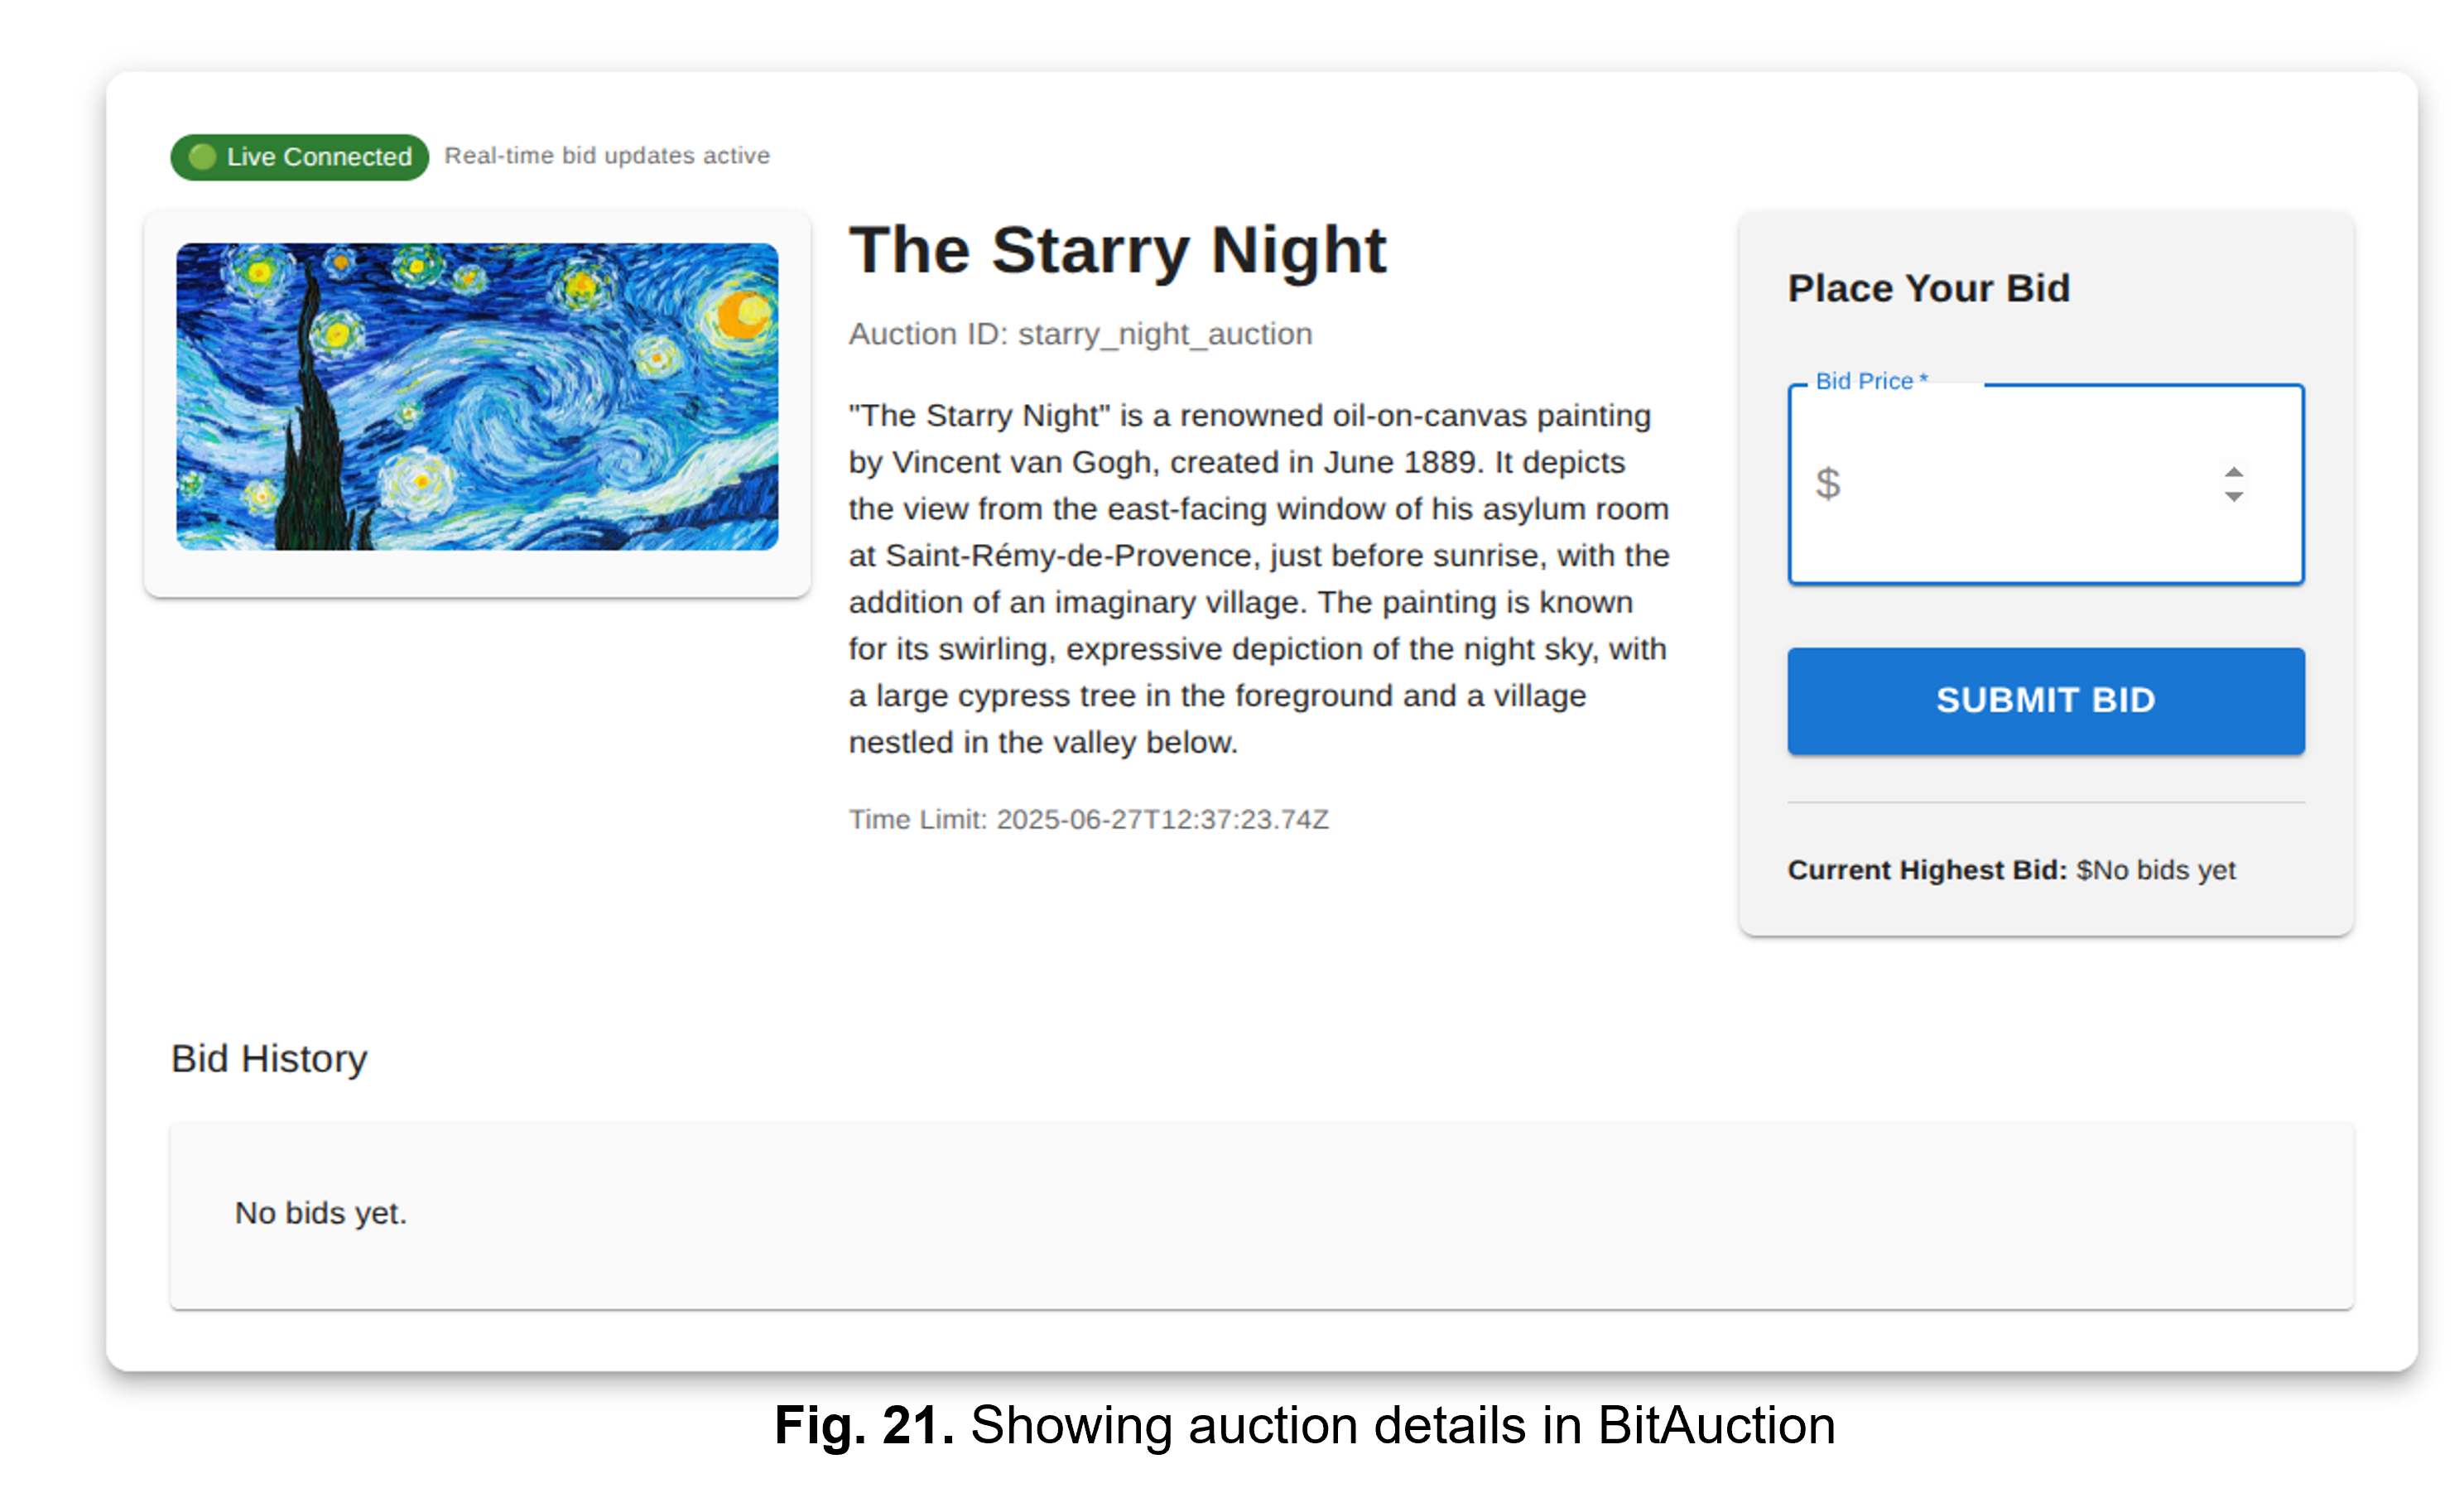 Live Connected Real-time bid updates active
The Starry Night
Auction ID: starry_night_auction
"The Starry Night" is a renowned oil-on-canvas painting
by Vincent van Gogh, created in June 1889. It depicts
the view from the east-facing window of his asylum room
at Saint-Rémy-de-Provence, just before sunrise, with the
addition of an imaginary village. The painting is known
for its swirling, expressive depiction of the night sky, with
a large cypress tree in the foreground and a village
nestled in the valley below.
Time Limit: 2025-06-27T12:37:23.74Z
Place Your Bid
Bid Price *
$
SUBMIT BID
Current Highest Bid: $No bids yet
Bid History
No bids yet.
Fig. 21. Showing auction details in BitAuction